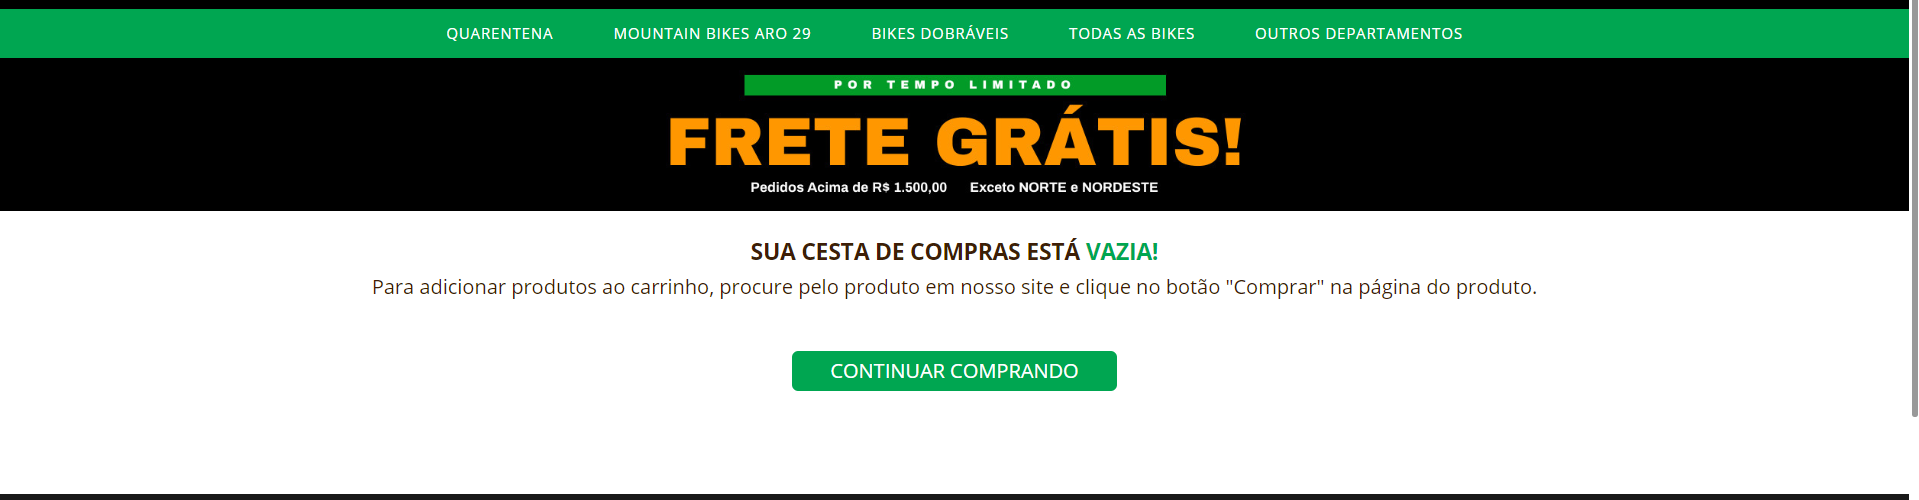 QUARENTENA MOUNTAIN BIKES ARO 29 BIKES DOBRÁVEIS TODAS AS BIKES OUTROS DEPARTAMENTOS
POR TEMPO LIMITADO
FRETE GRÁTIS!
Pedidos Acima de R$ 1.500,00 Exceto NORTE e NORDESTE
SUA CESTA DE COMPRAS ESTÁ VAZIA!
Para adicionar produtos ao carrinho, procure pelo produto em nosso site e clique no botão "Comprar" na página do produto.
CONTINUAR COMPRANDO